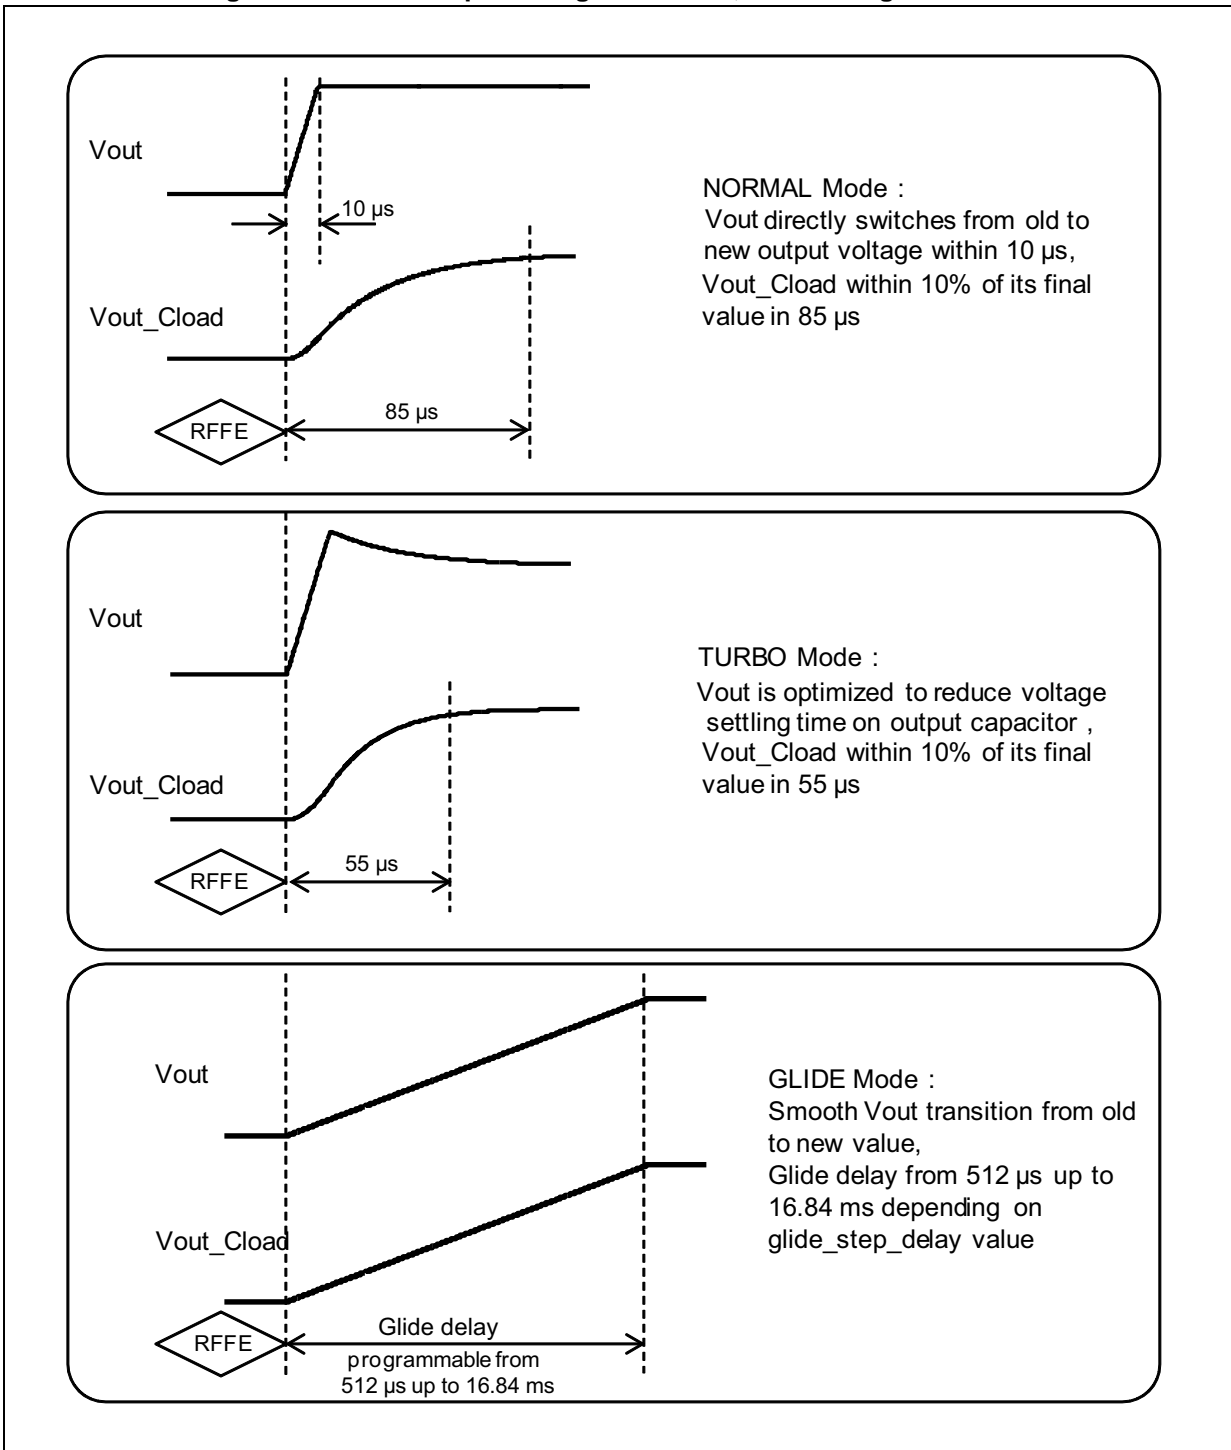 Vout
10 µs
NORMAL Mode :
Vout directly switches from old to
new output voltage within 10 µs,
Vout_Cload within 10% of its final
value in 85 µs
Vout_Cload
85 µs
RFFE
Vout
TURBO Mode :
Vout is optimized to reduce voltage
settling time on output capacitor ,
Vout_Cload within 10% of its final
value in 55 µs
Vout_Cload
55 µs
RFFE
Vout
GLIDE Mode :
Smooth Vout transition from old
to new value,
Glide delay from 512 µs up to
16.84 ms depending on
glide_step_delay value
Vout_Cload
RFFE
Glide delay
programmable from
512 µs up to 16.84 ms